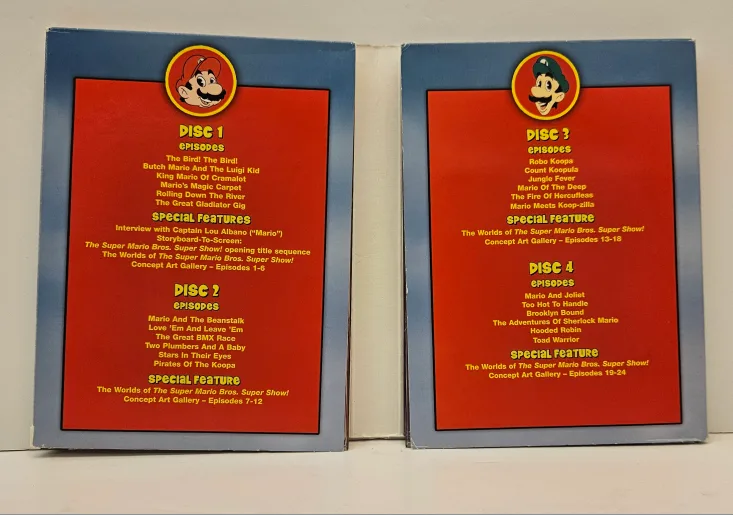 DISC 1
EPISODES
The Bird! The Bird!
Butch Mario And The Luigi Kid
King Mario Of Cramalot
Mario's Magic Carpet
Rolling Down The River
The Great Gladiator Gig
SPECIAL FEATURES
Interview with Captain Lou Albano ("Mario")
Storyboard-To-Screen:
The Super Mario Bros. Super Show! opening title sequence
The Worlds of The Super Mario Bros. Super Show!
Concept Art Gallery – Episodes 1-6
DISC 2
EPISODES
Mario And The Beanstalk
Love 'Em And Leave 'Em
The Great BMX Race
Two Plumbers And A Baby
Stars In Their Eyes
Pirates Of The Koopa
SPECIAL FEATURE
The Worlds of The Super Mario Bros. Super Show!
Concept Art Gallery – Episodes 7-12
DISC 3
EPISODES
Robo Koopa
Count Koopula
Jungle Fever
Mario Of The Deep
The Fire Of Hercufleas
Mario Meets Koop-zilla
SPECIAL FEATURE
The Worlds of The Super Mario Bros. Super Show!
Concept Art Gallery – Episodes 13-18
DISC 4
EPISODES
Mario And Joliet
Too Hot To Handle
Brooklyn Bound
The Adventures Of Sherlock Mario
Hooded Robin
Toad Warrior
SPECIAL FEATURE
The Worlds of The Super Mario Bros. Super Show!
Concept Art Gallery – Episodes 19-24